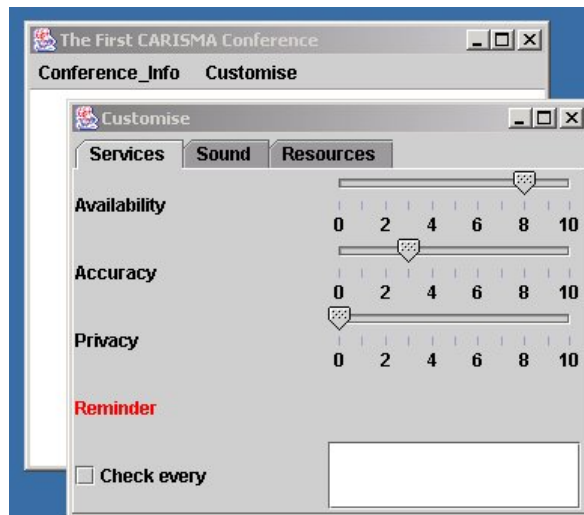 The First CARISMA Conference
Conference_Info Customise
Customise
Services Sound Resources
Availability
0 2 4 6 8 10
Accuracy
0 2 4 6 8 10
Privacy
0 2 4 6 8 10
Reminder
Check every